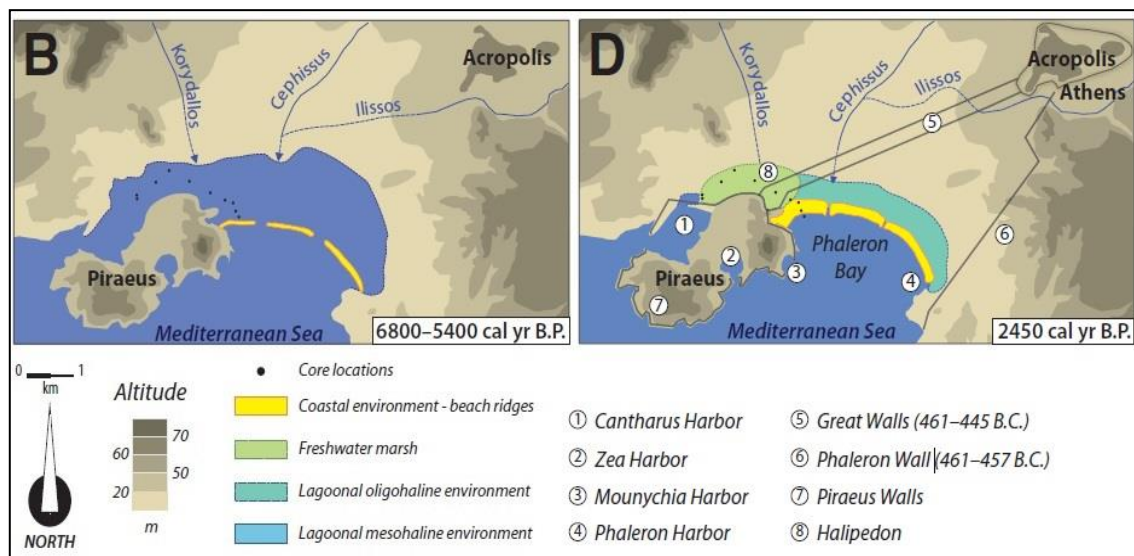 B
Korydallos
Cephissus
Ilissos
Acropolis
Piraeus
Mediterranean Sea
6800–5400 cal yr B.P.
D
Korydallos
Cephissus
Ilissos
Acropolis
Athens
5
8
1
6
Phaleron
Bay
2
3
4
Piraeus
7
Mediterranean Sea
2450 cal yr B.P.
0 1
km
NORTH
Altitude
70
60
50
20
m
Core locations
Coastal environment - beach ridges
Freshwater marsh
Lagoonal oligohaline environment
Lagoonal mesohaline environment
1 Cantharus Harbor
2 Zea Harbor
3 Mounychia Harbor
4 Phaleron Harbor
5 Great Walls (461–445 B.C.)
6 Phaleron Wall (461–457 B.C.)
7 Piraeus Walls
8 Halipedon